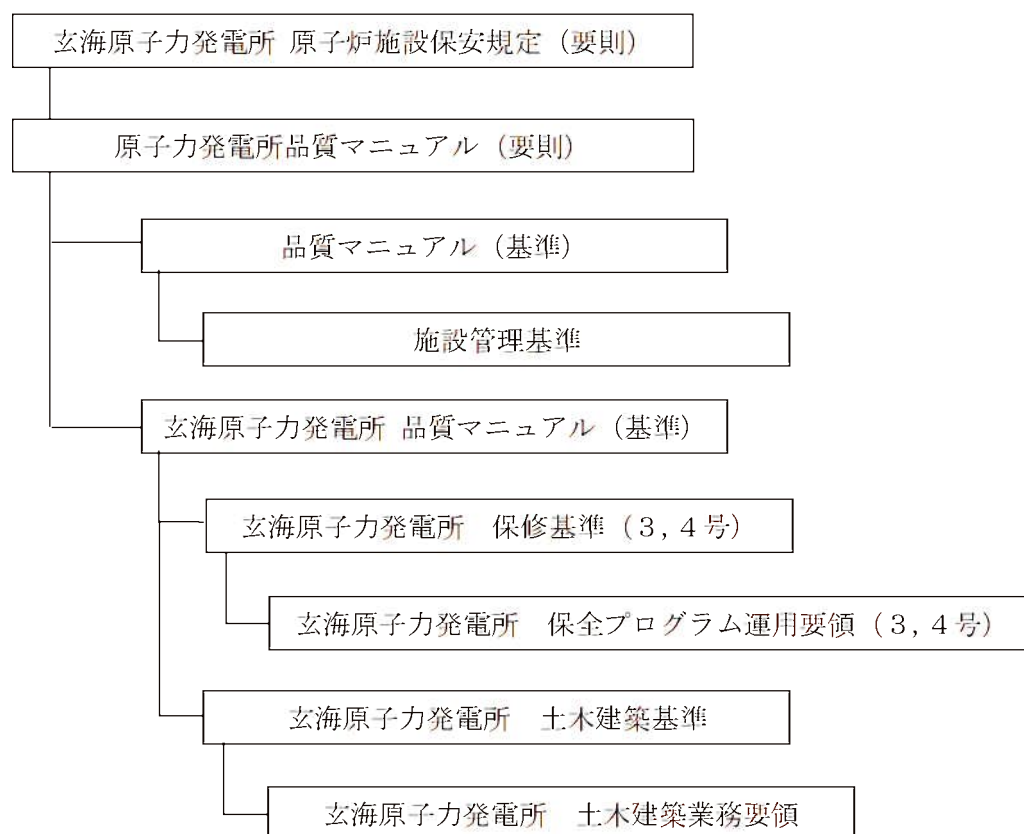 玄海原子力発電所 原子炉施設保安規定（要則）
原子力発電所品質マニュアル（要則）
品質マニュアル（基準）
施設管理基準
玄海原子力発電所 品質マニュアル（基準）
玄海原子力発電所　保修基準（３,４号）
玄海原子力発電所　保全プログラム運用要領（３,４号）
玄海原子力発電所　土木建築基準
玄海原子力発電所　土木建築業務要領